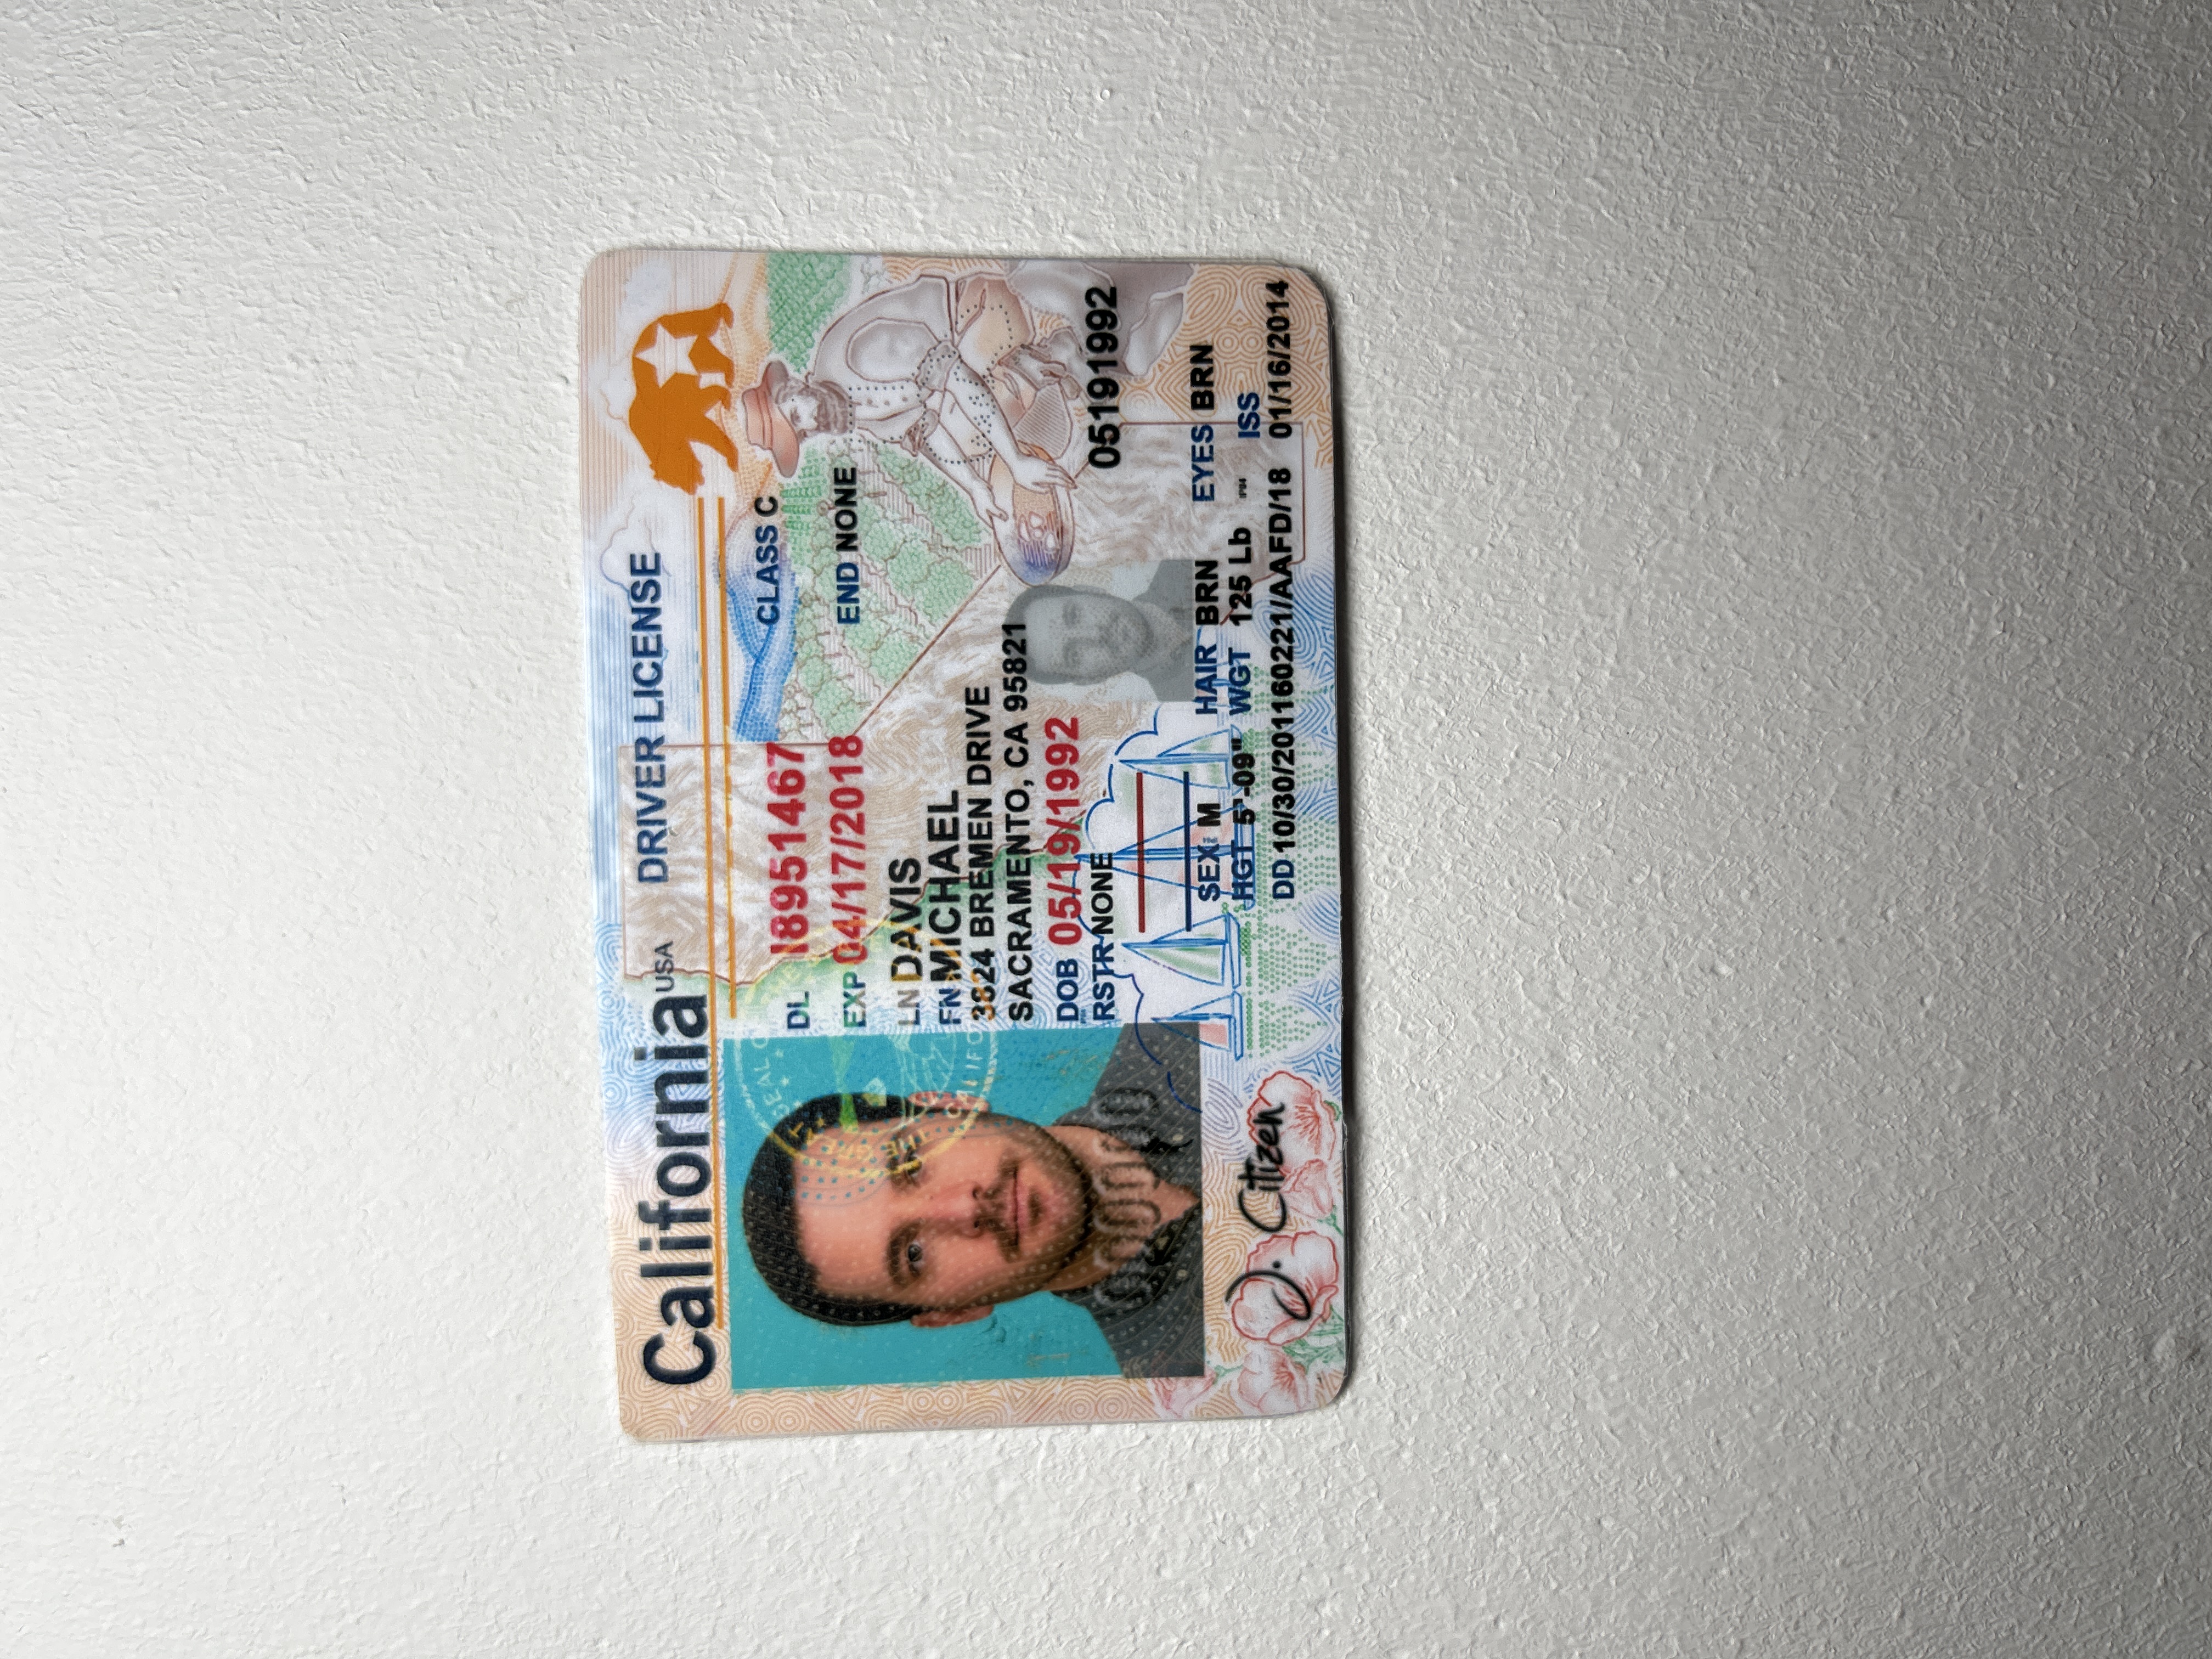 California USA DRIVER LICENSE
CLASS C
DL I8951467
EXP 04/17/2018
END NONE
LN DAVIS
FN MICHAEL
3824 BREMEN DRIVE
SACRAMENTO, CA 95821
DOB 05/19/1992
RSTR NONE
05191992
SEX M HAIR BRN EYES BRN
HGT 5'-09" WGT 125 Lb ISS
DD 10/30/201160221/AAFD/18 01/16/2014
J. Citizen